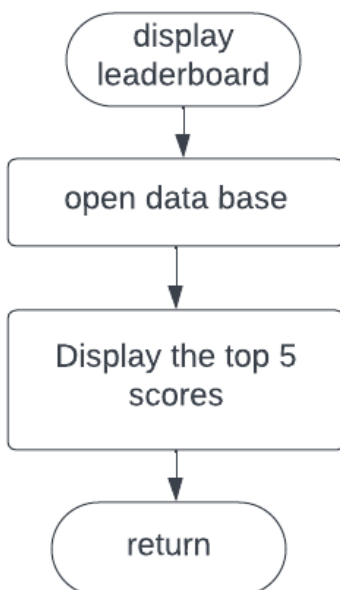 display
leaderboard
open data base
Display the top 5
scores
return